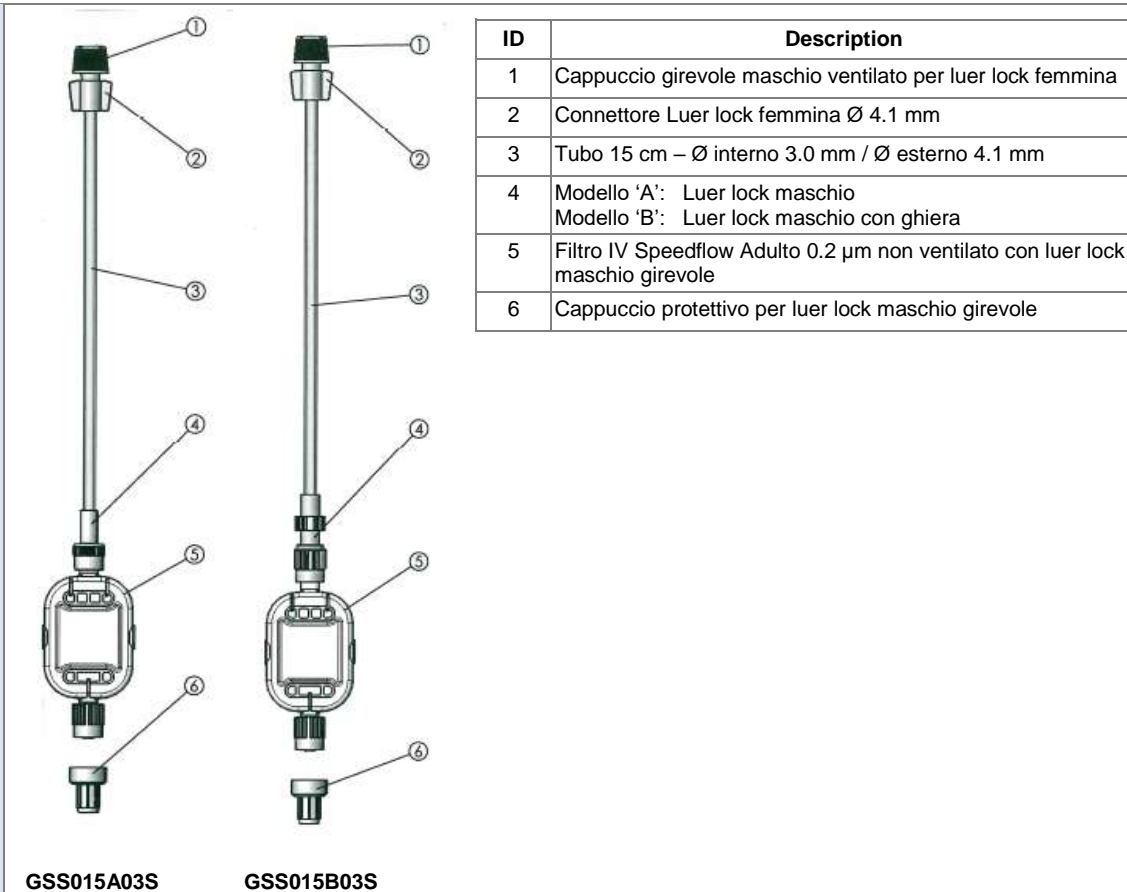 ①
②
③
④
⑤
⑥
①
②
③
④
⑤
⑥
GSS015A03S GSS015B03S
ID Description
1 Cappuccio girevole maschio ventilato per luer lock femmina
2 Connettore Luer lock femmina Ø 4.1 mm
3 Tubo 15 cm – Ø interno 3.0 mm / Ø esterno 4.1 mm
4 Modello ‘A’: Luer lock maschio
Modello ‘B’: Luer lock maschio con ghiera
5 Filtro IV Speedflow Adulto 0.2 µm non ventilato con luer lock
maschio girevole
6 Cappuccio protettivo per luer lock maschio girevole